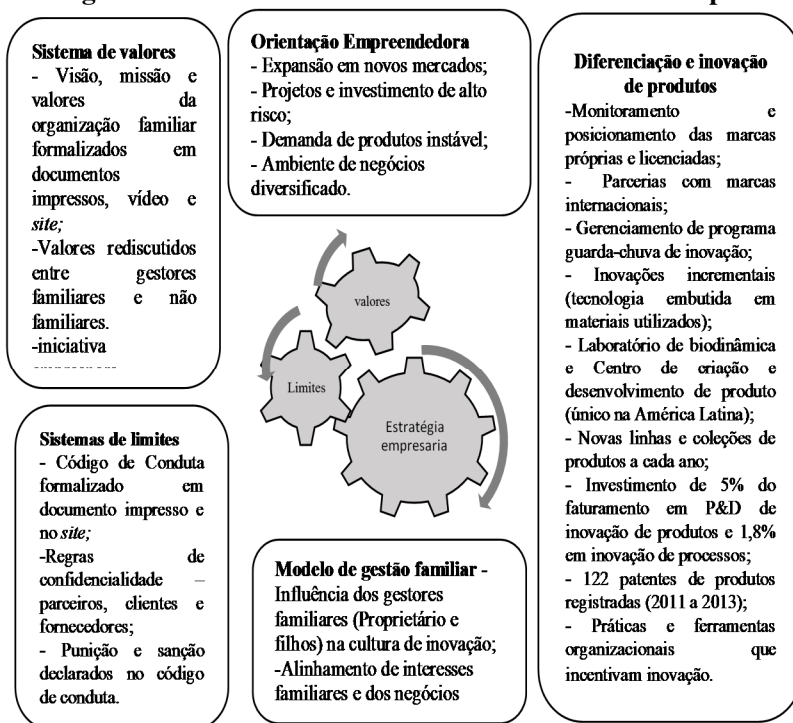 Sistema de valores
- Visão, missão e
valores da
organização familiar
formalizados em
documentos
impressos, vídeo e
site;
-Valores rediscutidos
entre gestores
familiares e não
familiares.
-iniciativa
Orientação Empreendedora
- Expansão em novos mercados;
- Projetos e investimento de alto
risco;
- Demanda de produtos instável;
- Ambiente de negócios
diversificado.
Diferenciação e inovação
de produtos
-Monitoramento e
posicionamento das marcas
próprias e licenciadas;
- Parcerias com marcas
internacionais;
- Gerenciamento de programa
guarda-chuva de inovação;
- Inovações incrementais
(tecnologia embutida em
materiais utilizados);
- Laboratório de biodinâmica
e Centro de criação e
desenvolvimento de produto
(único na América Latina);
- Novas linhas e coleções de
produtos a cada ano;
- Investimento de 5% do
faturamento em P&D de
inovação de produtos e 1,8%
em inovação de processos;
- 122 patentes de produtos
registradas (2011 a 2013);
- Práticas e ferramentas
organizacionais que
incentivam inovação.
valores
Limites
Estratégia
empresaria
Sistemas de limites
- Código de Conduta
formalizado em
documento impresso e
no site;
-Regras de
confidencialidade –
parceiros, clientes e
fornecedores;
- Punição e sanção
declarados no código
de conduta.
Modelo de gestão familiar -
Influência dos gestores
familiares (Proprietário e
filhos) na cultura de inovação;
-Alinhamento de interesses
familiares e dos negócios